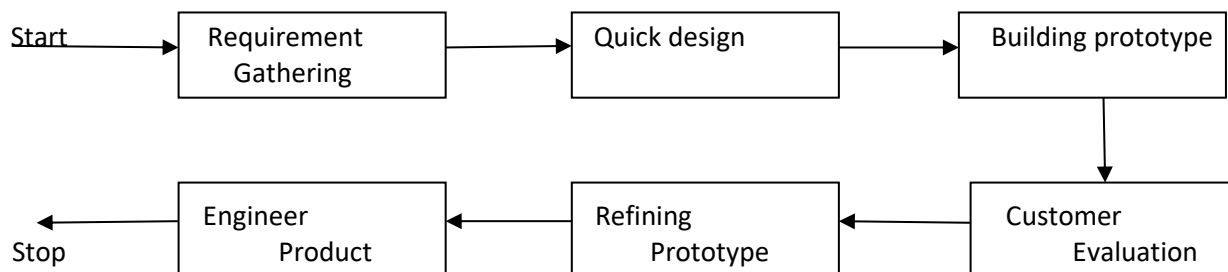 Start
Requirement
Gathering
Quick design
Building prototype
Customer
Evaluation
Refining
Prototype
Engineer
Product
Stop